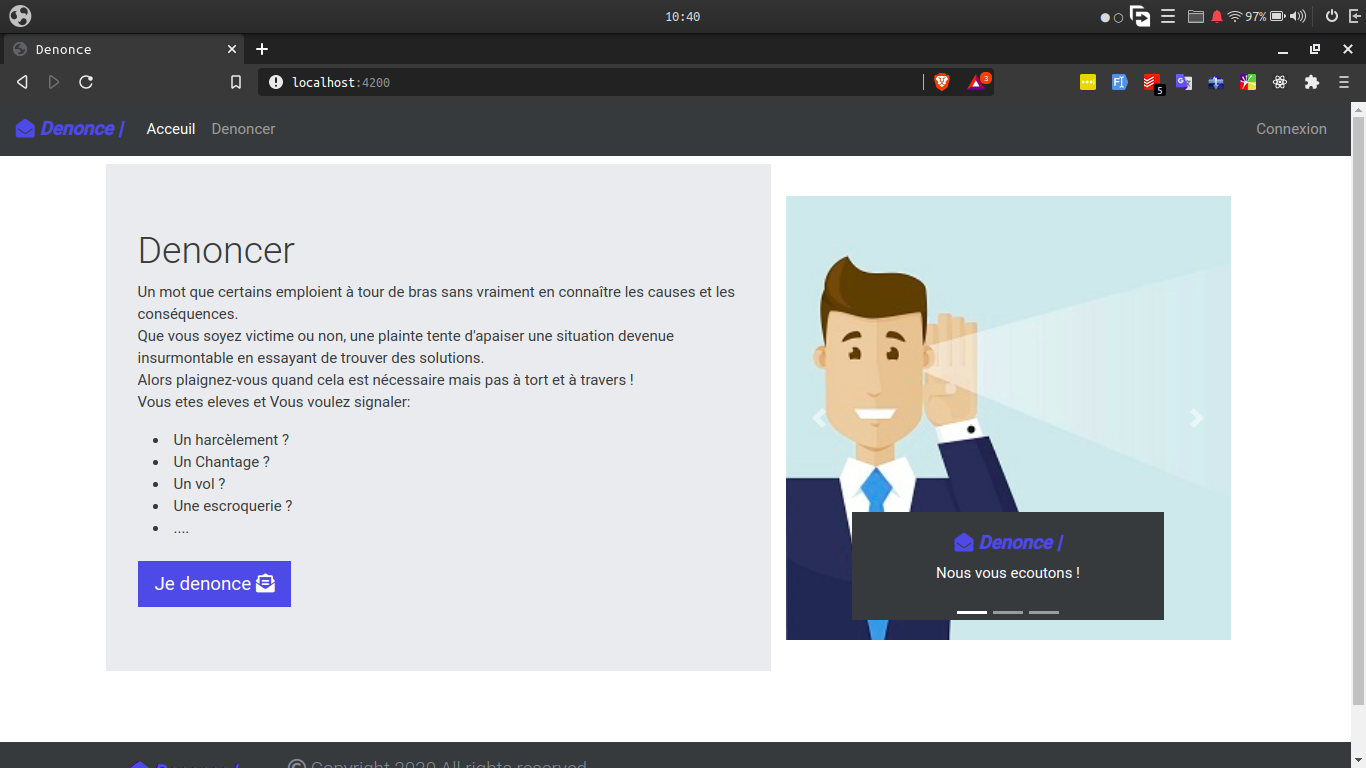 10:40
97%
Denonce
localhost:4200
3
5
Denonce |
Acceuil
Denoncer
Connexion
Denoncer
Un mot que certains emploient à tour de bras sans vraiment en connaître les causes et les
conséquences.
Que vous soyez victime ou non, une plainte tente d'apaiser une situation devenue
insurmontable en essayant de trouver des solutions.
Alors plaignez-vous quand cela est nécessaire mais pas à tort et à travers !
Vous etes eleves et Vous voulez signaler:
• Un harcèlement ?
• Un Chantage ?
• Un vol ?
• Une escroquerie ?
• ....
Je denonce
Denonce |
Nous vous ecoutons !
Denonce |
© Copyright 2020 All rights reserved